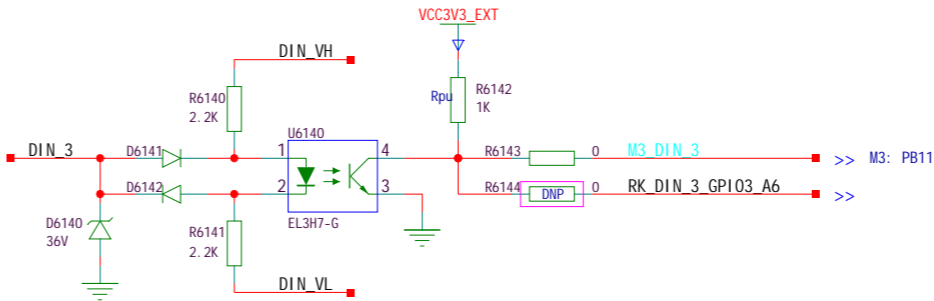 VCC3V3_EXT
DIN_VH
R6140
2.2K
Rpu
R6142
1K
U6140
DIN_3
D6141
1
4
R6143
0
M3_DIN_3
>> M3: PB11
D6142
2
3
R6144
DNP
0
RK_DIN_3_GPIO3_A6
>>
D6140
36V
R6141
2.2K
EL3H7-G
DIN_VL